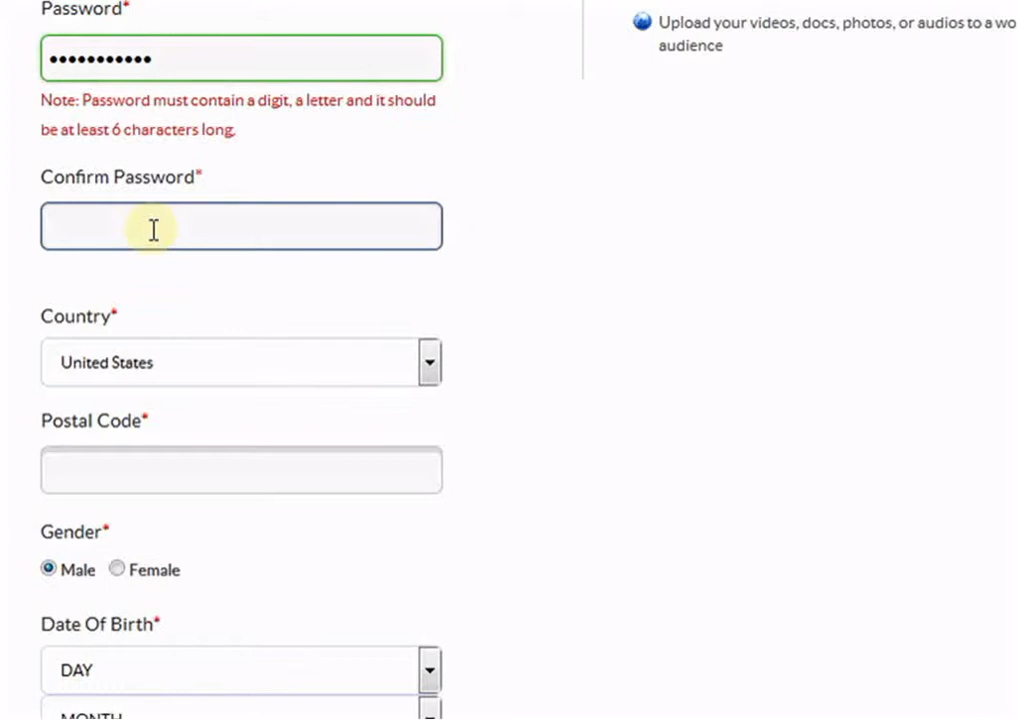 Password*
Upload your videos, docs, photos, or audios to a wo
audience
•••••••••••
Note: Password must contain a digit, a letter and it should
be at least 6 characters long.
Confirm Password*
Country*
United States
Postal Code*
Gender*
Male Female
Date Of Birth*
DAY
MONTH